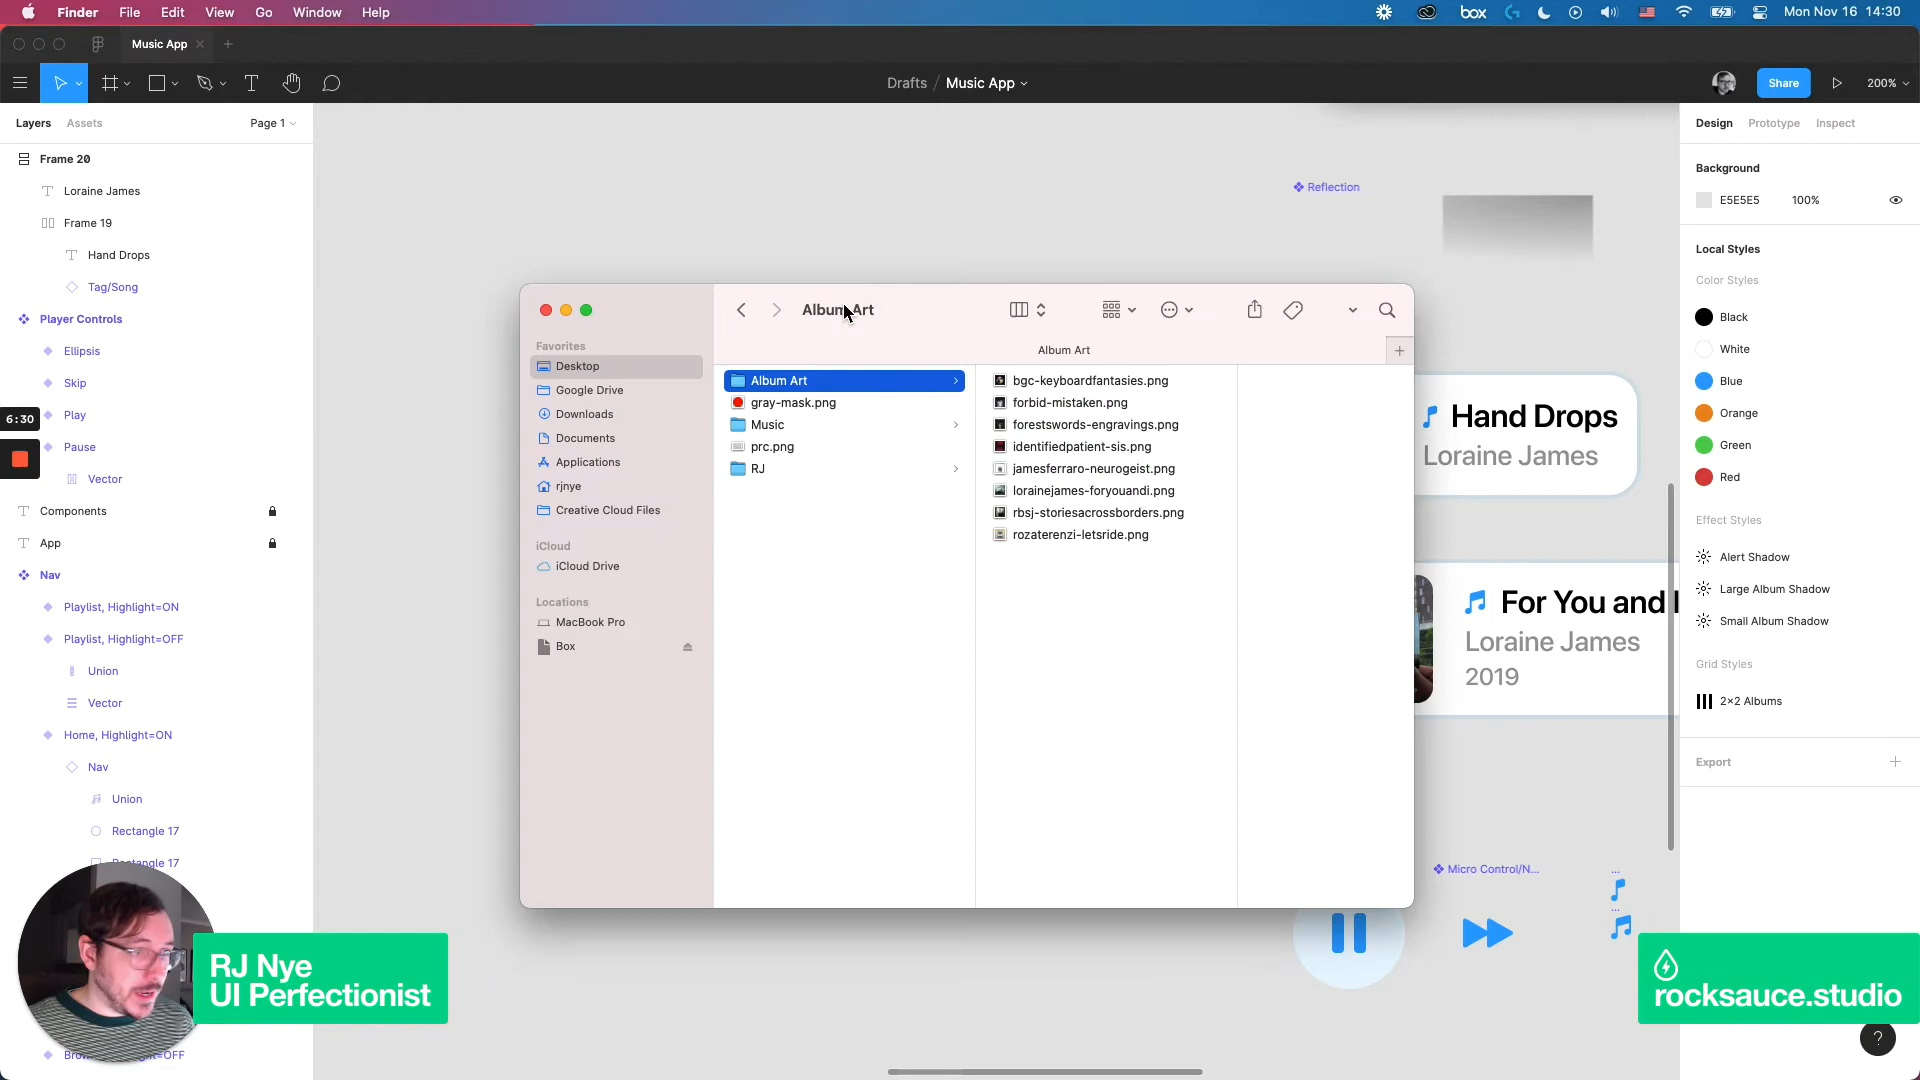 Finder File Edit View Go Window Help
box
Mon Nov 16 14:30
Music App
Drafts / Music App
Share
200%
Layers Assets
Page 1
Frame 20
Loraine James
Frame 19
Hand Drops
Tag/Song
Player Controls
Ellipsis
Skip
Play
Pause
Vector
Components
App
Nav
Playlist, Highlight=ON
Playlist, Highlight=OFF
Union
Vector
Home, Highlight=ON
Nav
Union
Rectangle 17
Rectangle 17
6:30
RJ Nye
UI Perfectionist
Album Art
Album Art
Favorites
Desktop
Google Drive
Downloads
Documents
Applications
rjnye
Creative Cloud Files
iCloud
iCloud Drive
Locations
MacBook Pro
Box
Album Art
gray-mask.png
Music
prc.png
RJ
bgc-keyboardfantasies.png
forbid-mistaken.png
forestswords-engravings.png
identifiedpatient-sis.png
jamesferraro-neurogeist.png
lorainejames-foryouandi.png
rbsj-storiesacrossborders.png
rozaterenzi-letsride.png
Reflection
Hand Drops
Loraine James
For You and I
Loraine James
2019
Micro Control/N...
...
...
Design Prototype Inspect
Background
E5E5E5 100%
Local Styles
Color Styles
Black
White
Blue
Orange
Green
Red
Effect Styles
Alert Shadow
Large Album Shadow
Small Album Shadow
Grid Styles
2×2 Albums
Export
rocksauce.studio
?